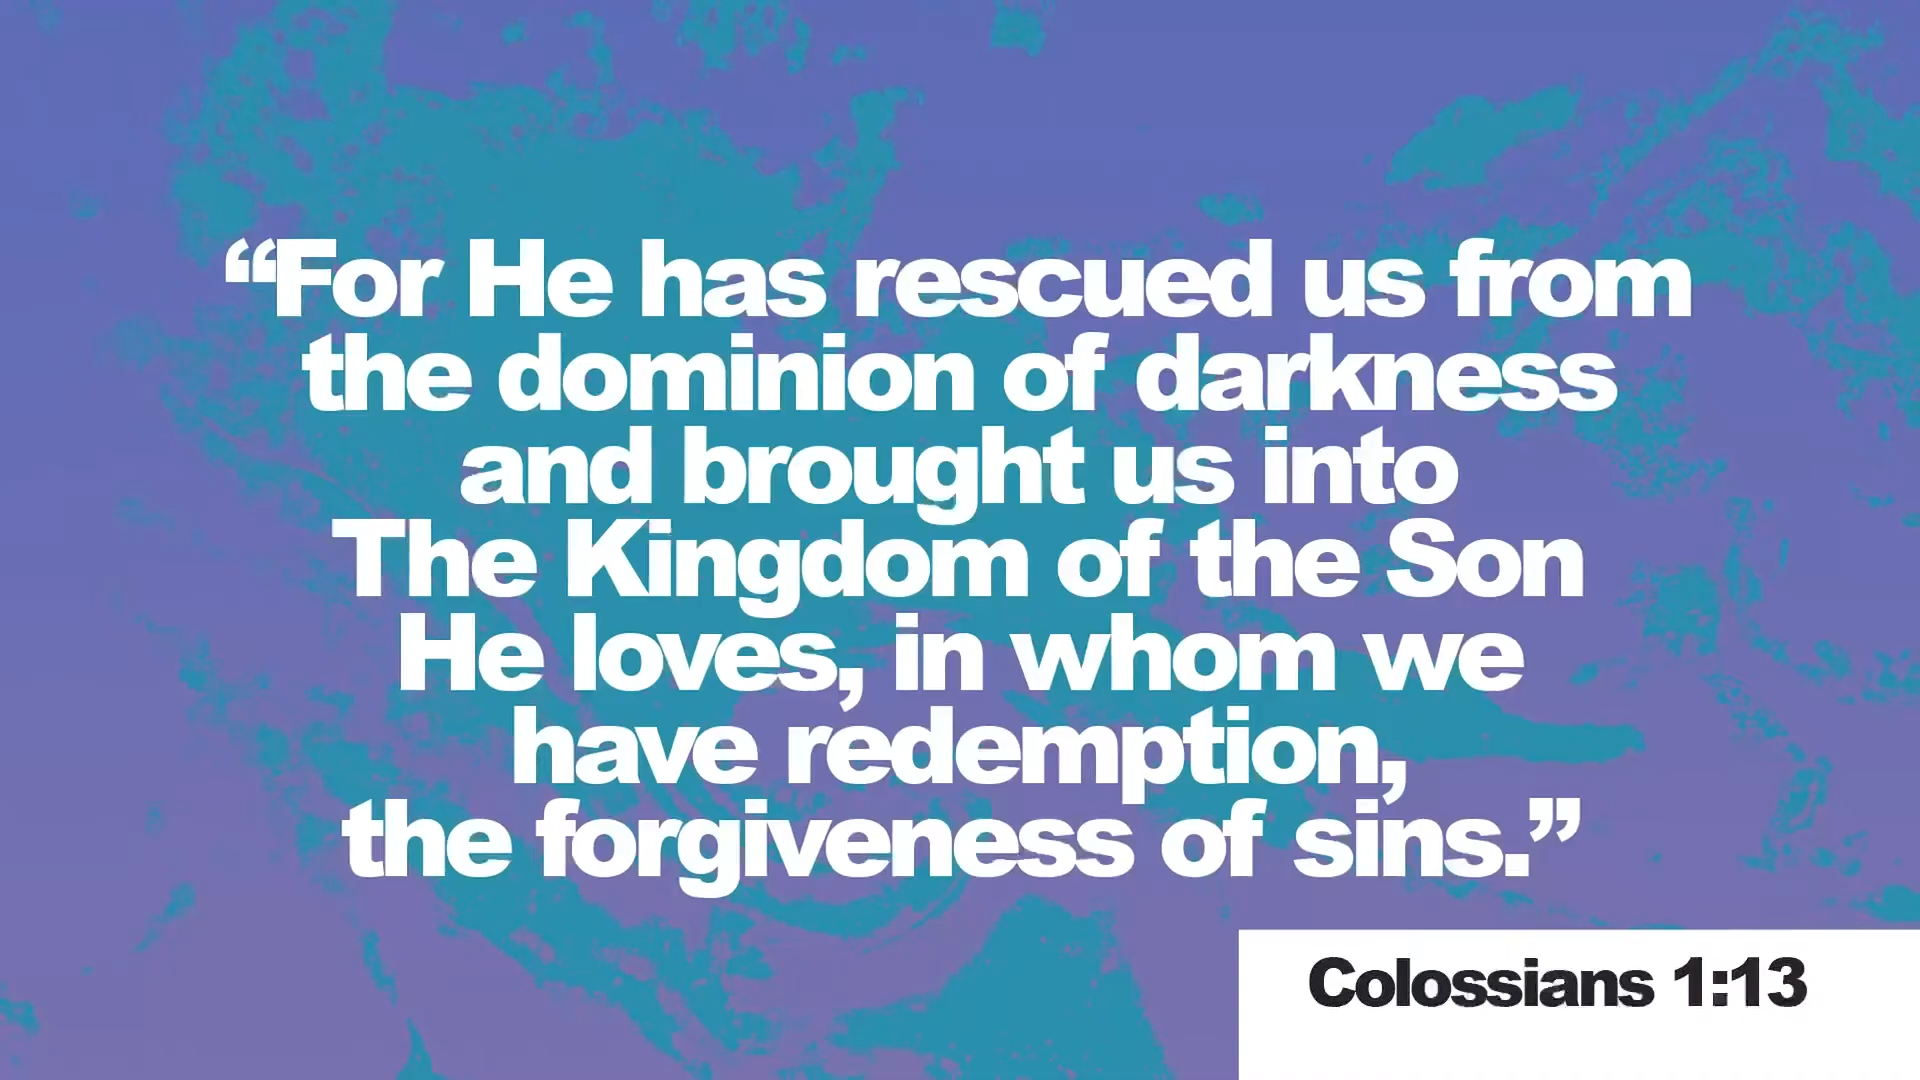 “For He has rescued us from
the dominion of darkness
and brought us into
The Kingdom of the Son
He loves, in whom we
have redemption,
the forgiveness of sins.”
Colossians 1:13